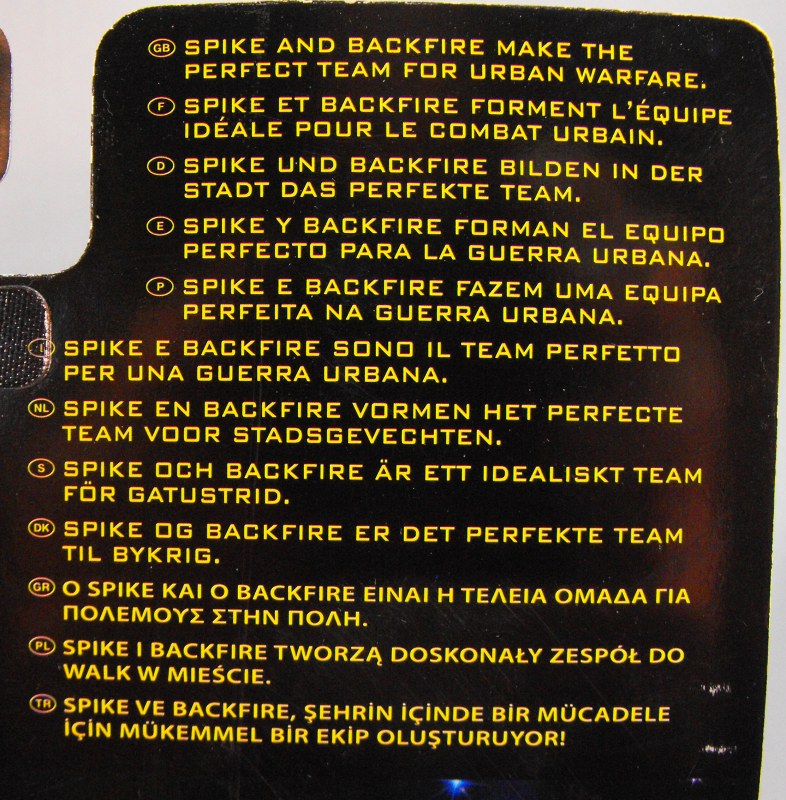 GB SPIKE AND BACKFIRE MAKE THE
PERFECT TEAM FOR URBAN WARFARE.
F SPIKE ET BACKFIRE FORMENT L'ÉQUIPE
IDÉALE POUR LE COMBAT URBAIN.
D SPIKE UND BACKFIRE BILDEN IN DER
STADT DAS PERFEKTE TEAM.
E SPIKE Y BACKFIRE FORMAN EL EQUIPO
PERFECTO PARA LA GUERRA URBANA.
P SPIKE E BACKFIRE FAZEM UMA EQUIPA
PERFEITA NA GUERRA URBANA.
I SPIKE E BACKFIRE SONO IL TEAM PERFETTO
PER UNA GUERRA URBANA.
NL SPIKE EN BACKFIRE VORMEN HET PERFECTE
TEAM VOOR STADSGEVECHTEN.
S SPIKE OCH BACKFIRE ÄR ETT IDEALISKT TEAM
FÖR GATUSTRID.
DK SPIKE OG BACKFIRE ER DET PERFEKTE TEAM
TIL BYKRIG.
GR Ο SPIKE ΚΑΙ Ο BACKFIRE ΕΙΝΑΙ Η ΤΕΛΕΙΑ ΟΜΑΔΑ ΓΙΑ
ΠΟΛΕΜΟΥΣ ΣΤΗΝ ΠΟΛΗ.
PL SPIKE I BACKFIRE TWORZĄ DOSKONAŁY ZESPÓŁ DO
WALK W MIEŚCIE.
TR SPIKE VE BACKFIRE, ŞEHRİN İÇİNDE BİR MÜCADELE
İÇİN MÜKEMMEL BİR EKİP OLUŞTURUYOR!